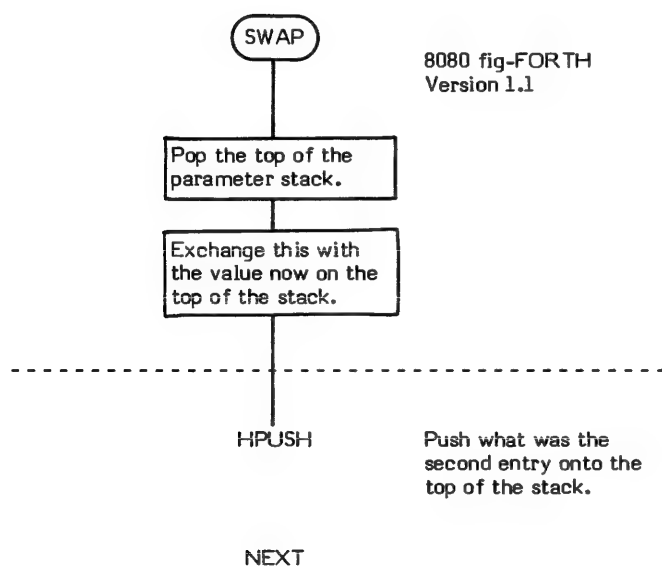 SWAP
8080 fig-FORTH
Version 1.1
Pop the top of the
parameter stack.
Exchange this with
the value now on the
top of the stack.
HPUSH
Push what was the
second entry onto the
top of the stack.
NEXT